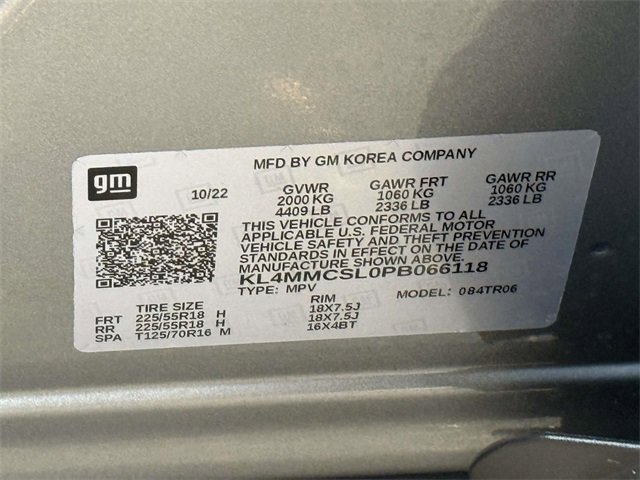 gm
MFD BY GM KOREA COMPANY
10/22 GVWR GAWR FRT GAWR RR
2000 KG 1060 KG 1060 KG
4409 LB 2336 LB 2336 LB
THIS VEHICLE CONFORMS TO ALL
APPLICABLE U.S. FEDERAL MOTOR
VEHICLE SAFETY AND THEFT PREVENTION
STANDARDS IN EFFECT ON THE DATE OF
MANUFACTURE SHOWN ABOVE.
KL4MMCSL0PB066118
TYPE: MPV MODEL: 084TR06
TIRE SIZE RIM
FRT 225/55R18 H 18X7.5J
RR 225/55R18 H 18X7.5J
SPA T125/70R16 M 16X4BT